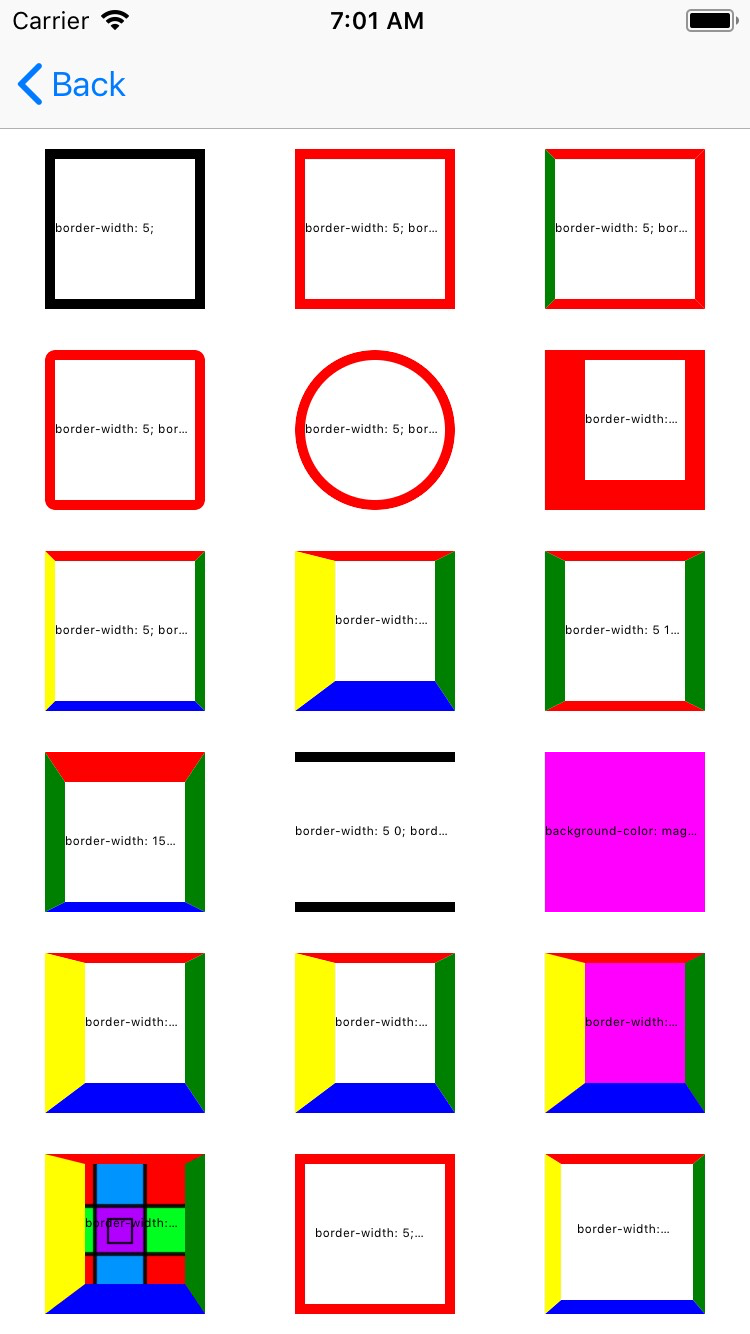 Carrier 7:01 AM
Back
border-width: 5;
border-width: 5; bor...
border-width: 5; bor...
border-width: 5; bor...
border-width: 5; bor...
border-width:...
border-width: 5; bor...
border-width:...
border-width: 5 1...
border-width: 15...
border-width: 5 0; bord...
background-color: mag...
border-width:...
border-width:...
border-width:...
border-width:...
border-width: 5;...
border-width:...